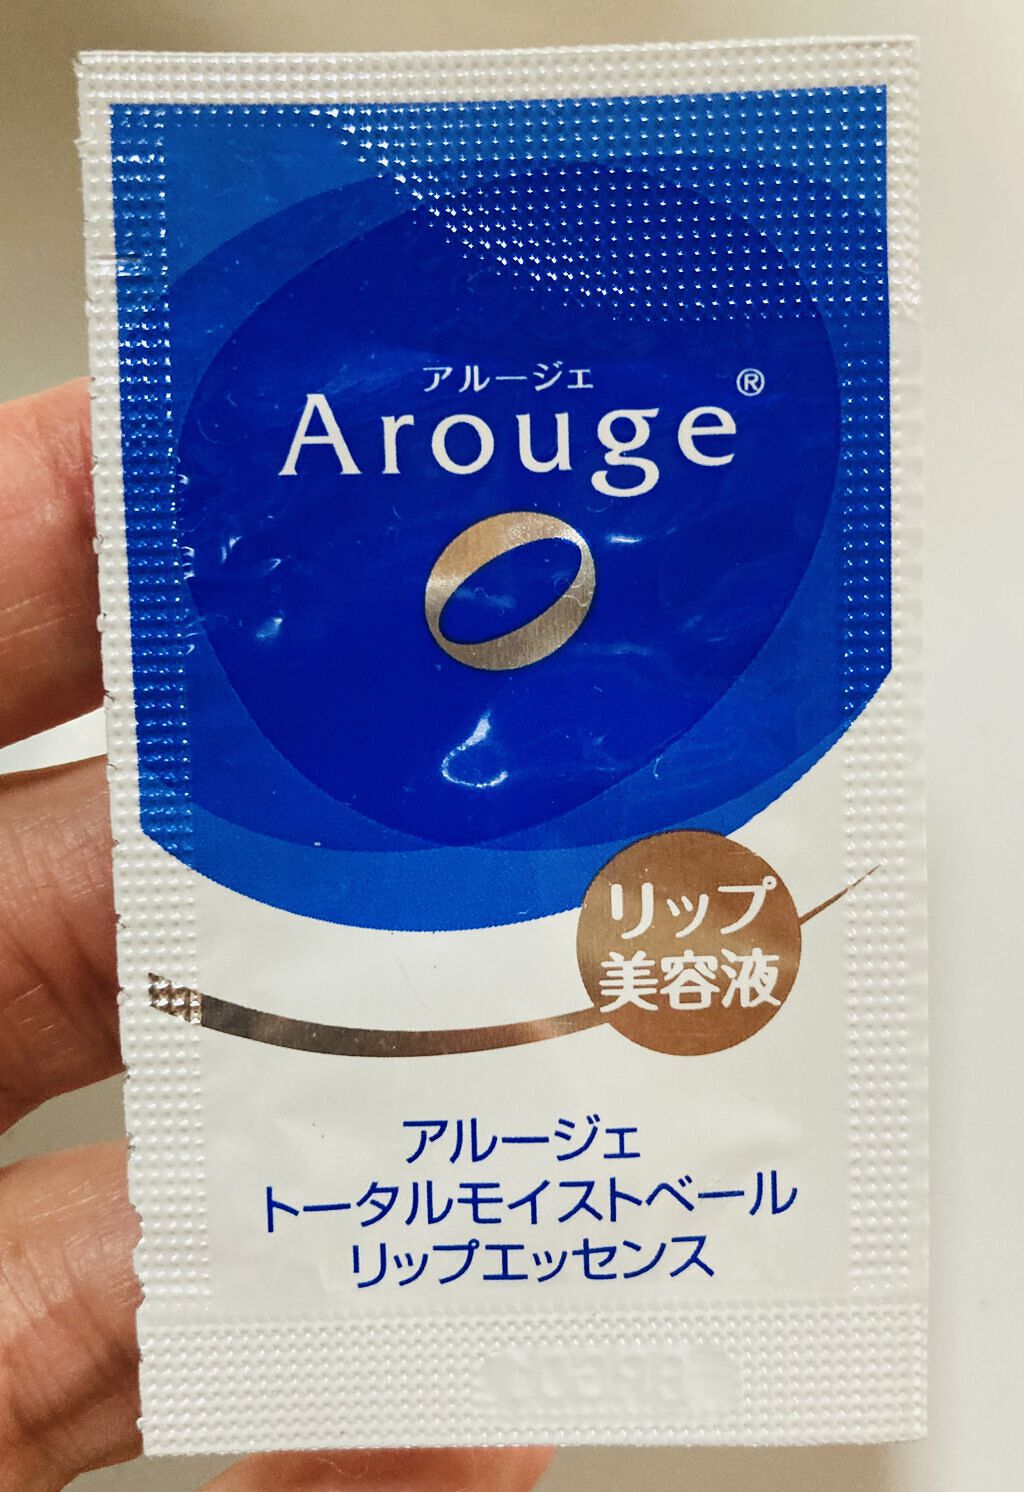 アルージェ
Arouge®
リップ
美容液
アルージェ
トータルモイストベール
リップエッセンス